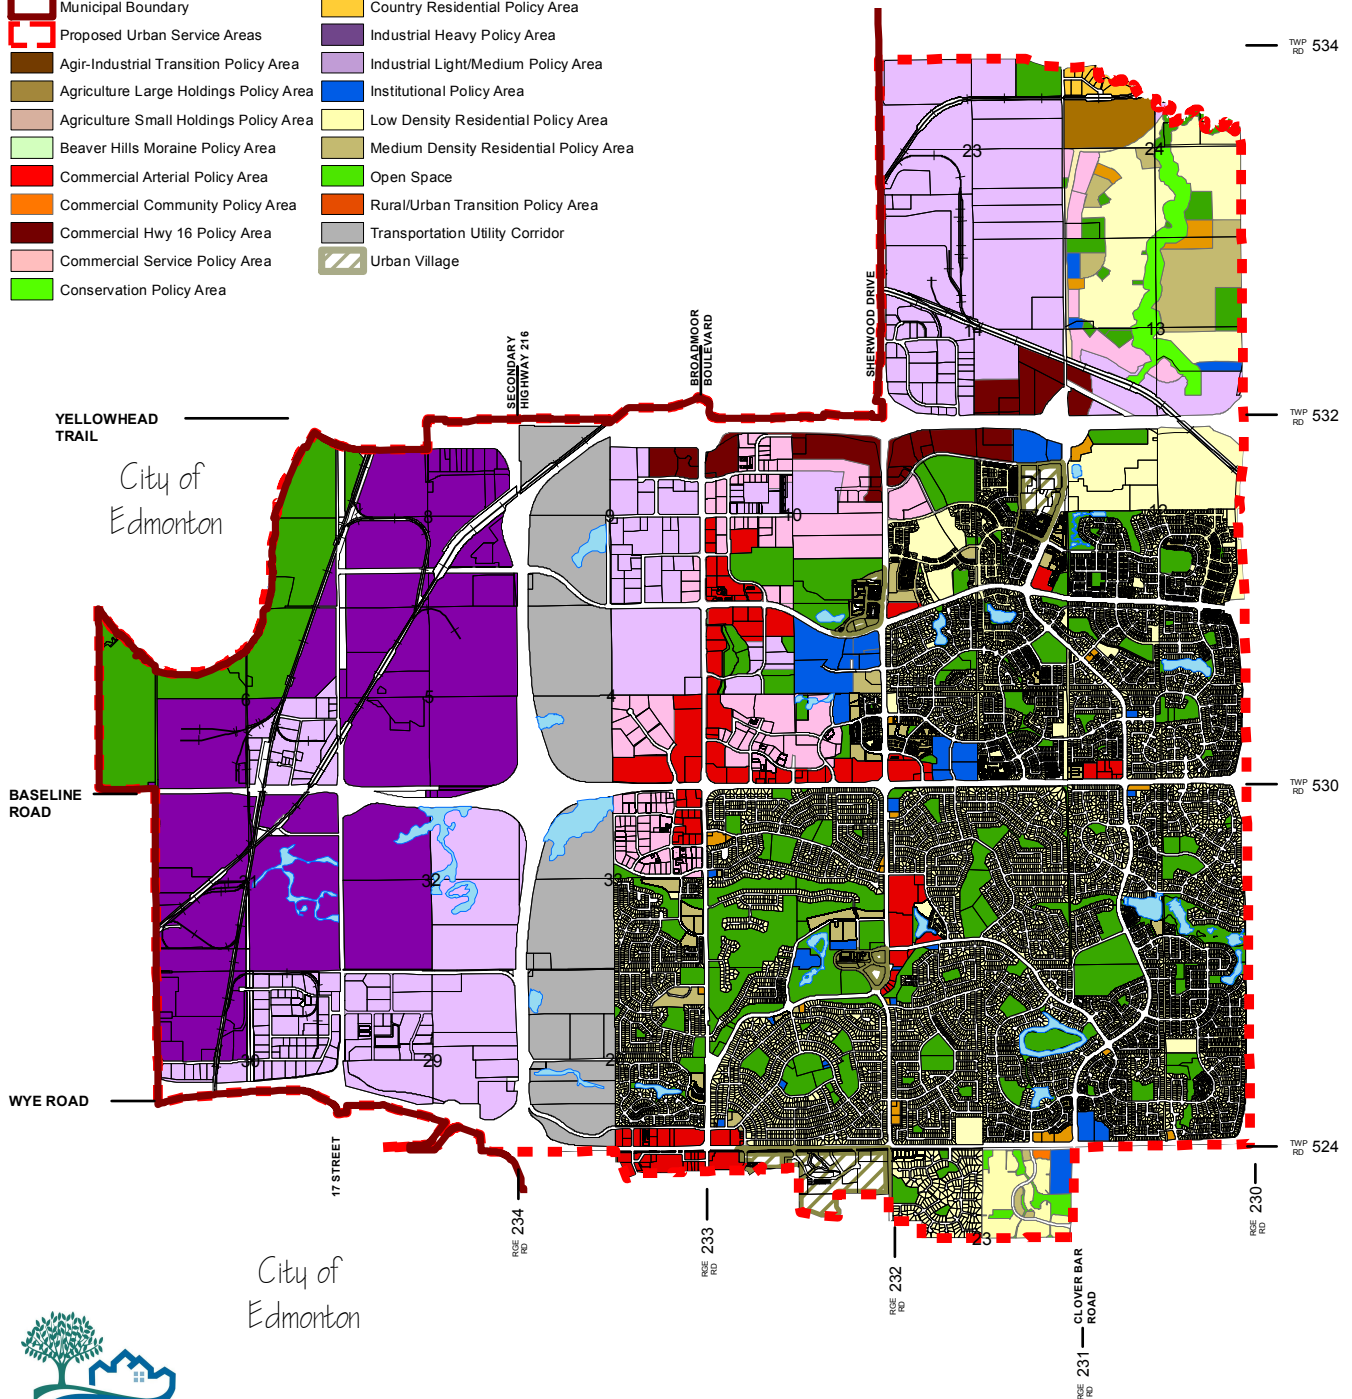 Municipal Boundary
Proposed Urban Service Areas
Agir-Industrial Transition Policy Area
Agriculture Large Holdings Policy Area
Agriculture Small Holdings Policy Area
Beaver Hills Moraine Policy Area
Commercial Arterial Policy Area
Commercial Community Policy Area
Commercial Hwy 16 Policy Area
Commercial Service Policy Area
Conservation Policy Area
Country Residential Policy Area
Industrial Heavy Policy Area
Industrial Light/Medium Policy Area
Institutional Policy Area
Low Density Residential Policy Area
Medium Density Residential Policy Area
Open Space
Rural/Urban Transition Policy Area
Transportation Utility Corridor
Urban Village
TWP RD 534
23
24
SHERWOOD DRIVE
14
13
SECONDARY HIGHWAY 216
BROADMOOR BOULEVARD
YELLOWHEAD TRAIL
TWP RD 532
City of
Edmonton
8
9
10
12
6
5
4
BASELINE ROAD
TWP RD 530
32
33
30
29
WYE ROAD
17 STREET
TWP RD 524
RGE RD 234
RGE RD 233
RGE RD 232
23
CLOVER BAR ROAD
RGE RD 231
RGE RD 230
City of
Edmonton